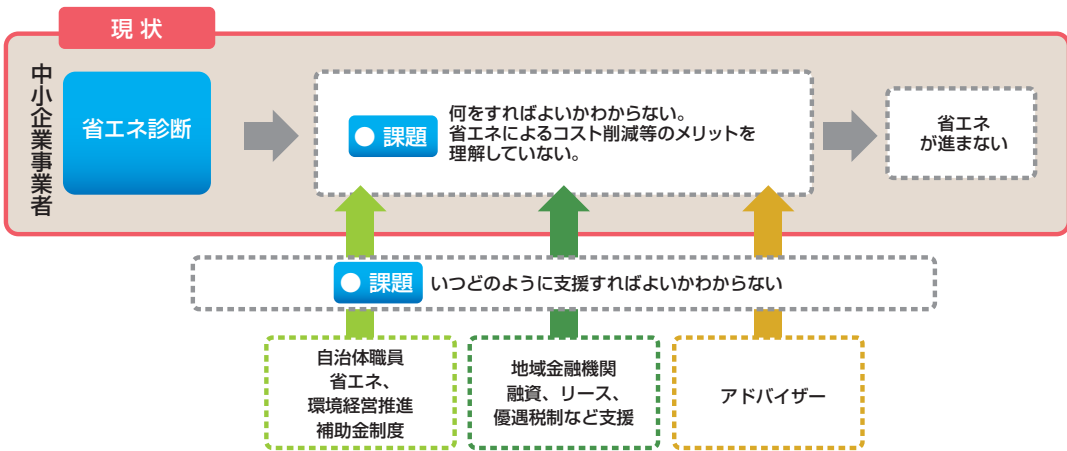 現状
中小企業事業者
省エネ診断
課題
何をすればよいかわからない。
省エネによるコスト削減等のメリットを
理解していない。
省エネ
が進まない
課題
いつどのように支援すればよいかわからない
自治体職員
省エネ、
環境経営推進
補助金制度
地域金融機関
融資、リース、
優遇税制など支援
アドバイザー